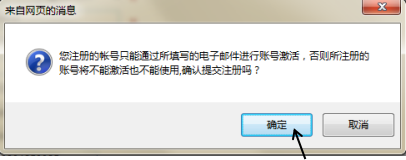 来自网页的消息
您注册的帐号只能通过所填写的电子邮件进行账号激活，否则所注册的
账号将不能激活也不能使用,确认提交注册吗？
确定
取消